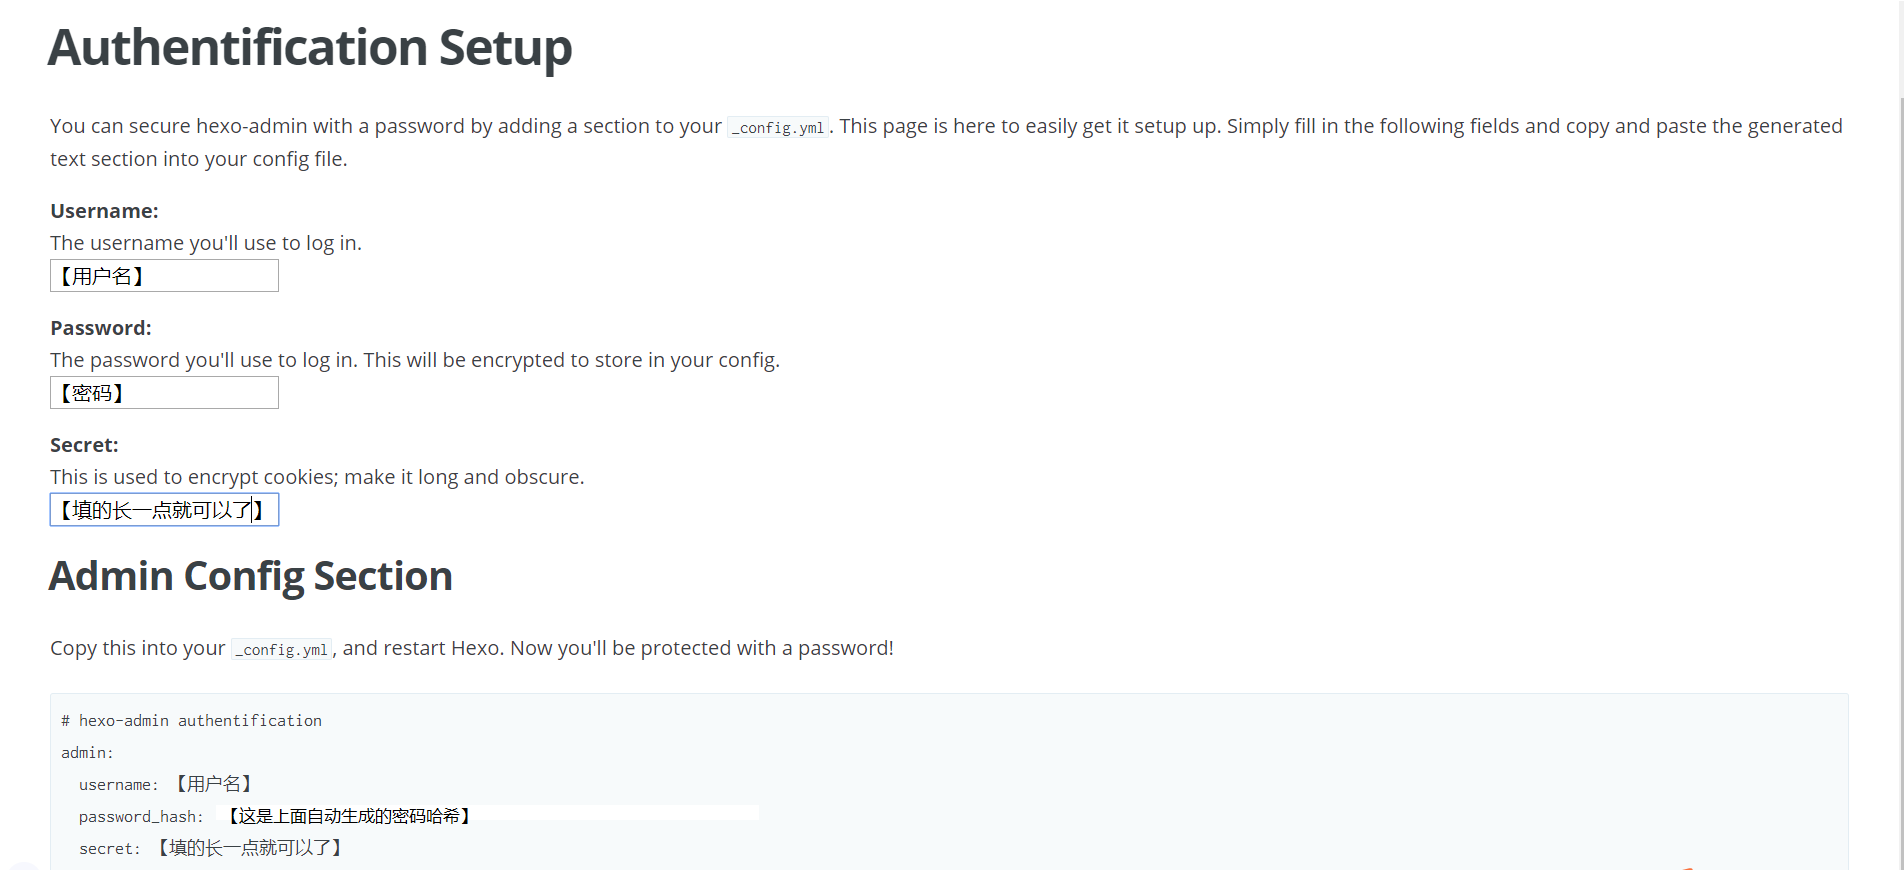 Authentification Setup
You can secure hexo-admin with a password by adding a section to your _config.yml. This page is here to easily get it setup up. Simply fill in the following fields and copy and paste the generated
text section into your config file.
Username:
The username you'll use to log in.
【用户名】
Password:
The password you'll use to log in. This will be encrypted to store in your config.
【密码】
Secret:
This is used to encrypt cookies; make it long and obscure.
【填的长一点就可以了】
Admin Config Section
Copy this into your _config.yml, and restart Hexo. Now you'll be protected with a password!
# hexo-admin authentification
admin:
username: 【用户名】
password_hash: 【这是上面自动生成的密码哈希】
secret: 【填的长一点就可以了】